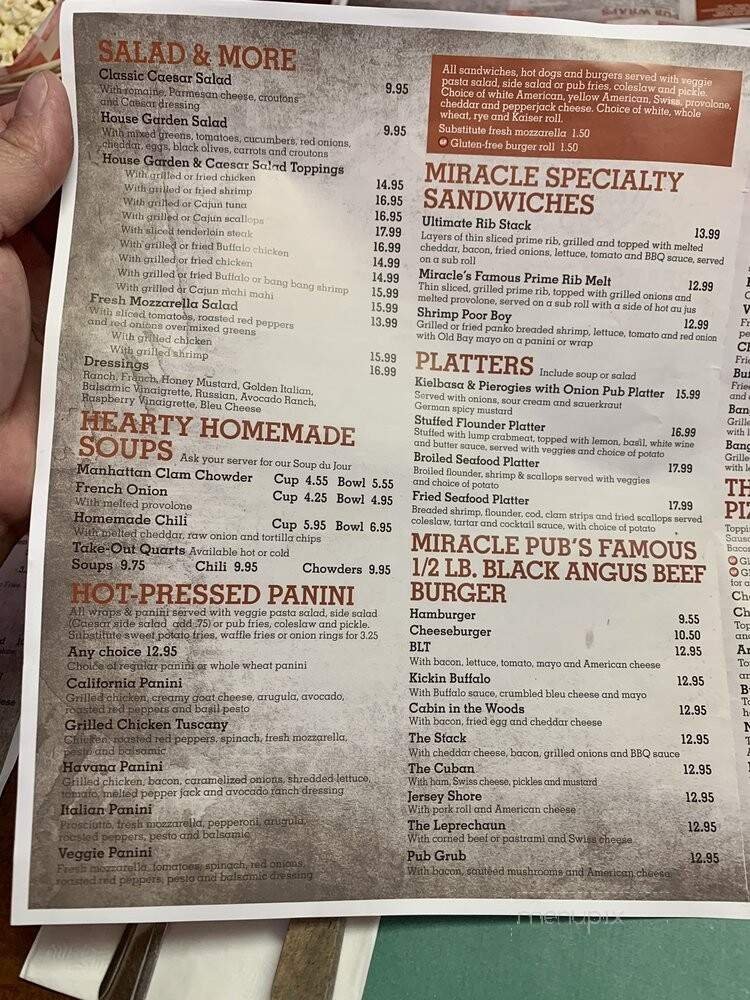 SALAD & MORE
Classic Caesar Salad 9.95
With romaine, Parmesan cheese, croutons
and Caesar dressing
House Garden Salad 9.95
With mixed greens, tomatoes, cucumbers, red onions,
cheddar, eggs, black olives, carrots and croutons
House Garden & Caesar Salad Toppings
With grilled or fried chicken 14.95
With grilled or fried shrimp 16.95
With grilled or Cajun tuna 16.95
With grilled or Cajun scallops 17.99
With sliced tenderloin steak 16.99
With grilled or fried Buffalo chicken 14.99
With grilled or fried chicken 14.99
With grilled or fried Buffalo or bang bang shrimp 15.99
With grilled or Cajun mahi mahi 15.99
Fresh Mozzarella Salad 13.99
With sliced tomatoes, roasted red peppers
and red onions over mixed greens
With grilled chicken 15.99
With grilled shrimp 16.99
Dressings
Ranch, French, Honey Mustard, Golden Italian,
Balsamic Vinaigrette, Russian, Avocado Ranch,
Raspberry Vinaigrette, Bleu Cheese
HEARTY HOMEMADE
SOUPS Ask your server for our Soup du Jour
Manhattan Clam Chowder Cup 4.55 Bowl 5.55
French Onion Cup 4.25 Bowl 4.95
With melted provolone
Homemade Chili Cup 5.95 Bowl 6.95
With melted cheddar, raw onion and tortilla chips
Take-Out Quarts Available hot or cold
Soups 9.75 Chili 9.95 Chowders 9.95
HOT-PRESSED PANINI
All wraps & panini served with veggie pasta salad, side salad
(Caesar side salad add .75) or pub fries, coleslaw and pickle.
Substitute sweet potato fries, waffle fries or onion rings for 3.25
Any choice 12.95
Choice of regular panini or whole wheat panini
California Panini
Grilled chicken, creamy goat cheese, arugula, avocado,
roasted red peppers and basil pesto
Grilled Chicken Tuscany
Chicken, roasted red peppers, spinach, fresh mozzarella,
pesto and balsamic
Havana Panini
Grilled chicken, bacon, caramelized onions, shredded lettuce,
tomato, melted pepper jack and avocado ranch dressing
Italian Panini
Prosciutto, fresh mozzarella, pepperoni, arugula,
roasted peppers, pesto and balsamic
Veggie Panini
Fresh mozzarella, tomatoes, spinach, red onions,
roasted red peppers, pesto and balsamic dressing
All sandwiches, hot dogs and burgers served with veggie
pasta salad, side salad or pub fries, coleslaw and pickle.
Choice of white American, yellow American, Swiss, provolone,
cheddar and pepperjack cheese. Choice of white, whole
wheat, rye and Kaiser roll.
Substitute fresh mozzarella 1.50
Gluten-free burger roll 1.50
MIRACLE SPECIALTY
SANDWICHES
Ultimate Rib Stack 13.99
Layers of thin sliced prime rib, grilled and topped with melted
cheddar, bacon, fried onions, lettuce, tomato and BBQ sauce, served
on a sub roll
Miracle's Famous Prime Rib Melt 12.99
Thin sliced, grilled prime rib, topped with grilled onions and
melted provolone, served on a sub roll with a side of hot au jus
Shrimp Poor Boy 12.99
Grilled or fried panko breaded shrimp, lettuce, tomato and red onion
with Old Bay mayo on a panini or wrap
PLATTERS Include soup or salad
Kielbasa & Pierogies with Onion Pub Platter 15.99
Served with onions, sour cream and sauerkraut
German spicy mustard
Stuffed Flounder Platter 16.99
Stuffed with lump crabmeat, topped with lemon, basil, white wine
and butter sauce, served with veggies and choice of potato
Broiled Seafood Platter 17.99
Broiled flounder, shrimp & scallops served with veggies
and choice of potato
Fried Seafood Platter 17.99
Breaded shrimp, flounder, cod, clam strips and fried scallops served
coleslaw, tartar and cocktail sauce, with choice of potato
MIRACLE PUB'S FAMOUS
1/2 LB. BLACK ANGUS BEEF
BURGER
Hamburger 9.55
Cheeseburger 10.50
BLT 12.95
With bacon, lettuce, tomato, mayo and American cheese
Kickin Buffalo 12.95
With Buffalo sauce, crumbled bleu cheese and mayo
Cabin in the Woods 12.95
With bacon, fried egg and cheddar cheese
The Stack 12.95
With cheddar cheese, bacon, grilled onions and BBQ sauce
The Cuban 12.95
With ham, Swiss cheese, pickles and mustard
Jersey Shore 12.95
With pork roll and American cheese
The Leprechaun 12.95
With corned beef or pastrami and Swiss cheese
Pub Grub 12.95
With bacon, sautéed mushrooms and American cheese
menupix